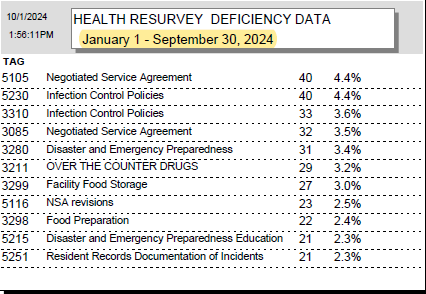 10/1/2024
HEALTH RESURVEY DEFICIENCY DATA
1:56:11PM
January 1 - September 30, 2024
TAG
5105 Negotiated Service Agreement 40 4.4%
5230 Infection Control Policies 40 4.4%
3310 Infection Control Policies 33 3.6%
3085 Negotiated Service Agreement 32 3.5%
3280 Disaster and Emergency Preparedness 31 3.4%
3211 OVER THE COUNTER DRUGS 29 3.2%
3299 Facility Food Storage 27 3.0%
5116 NSA revisions 23 2.5%
3298 Food Preparation 22 2.4%
5215 Disaster and Emergency Preparedness Education 21 2.3%
5251 Resident Records Documentation of Incidents 21 2.3%